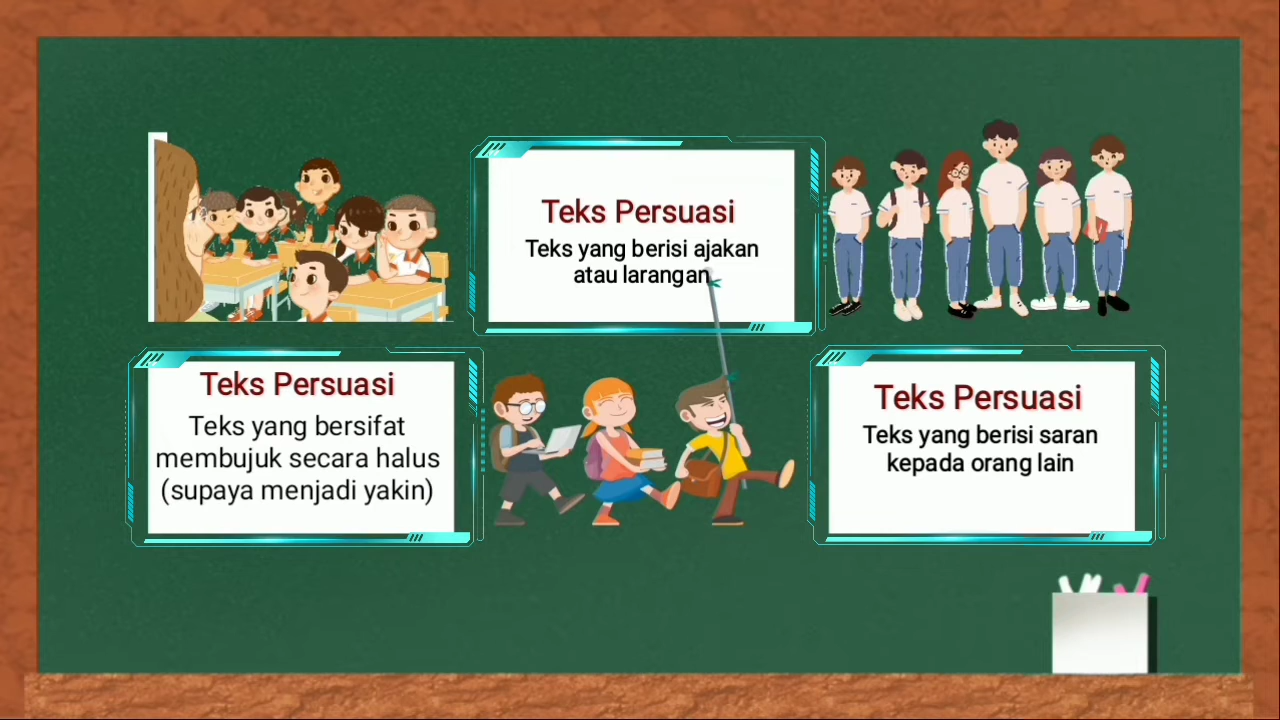 Teks Persuasi
Teks yang berisi ajakan
atau larangan
Teks Persuasi
Teks yang bersifat
membujuk secara halus
(supaya menjadi yakin)
Teks Persuasi
Teks yang berisi saran
kepada orang lain